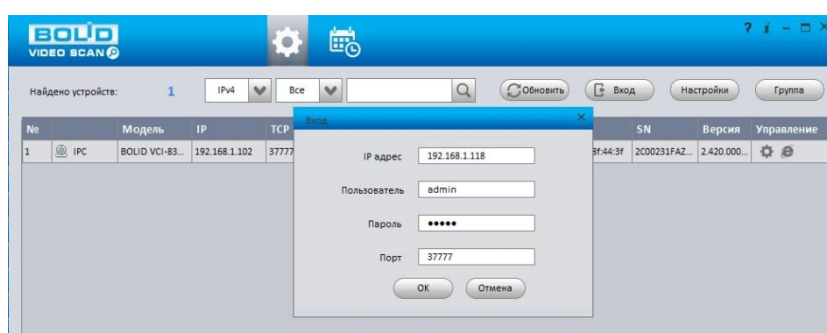 BOLID
VIDEO SCAN
? i
Найдено устройств: 1 IPv4 Все Обновить Вход Настройки Группа
№ Модель IP TCP SN Версия Управление
1 IPC BOLID VCI-83... 192.168.1.102 37777 3f:44:3f 2C00231FAZ... 2.420.000...
Вход
IP адрес 192.168.1.118
Пользователь admin
Пароль •••••
Порт 37777
OK Отмена